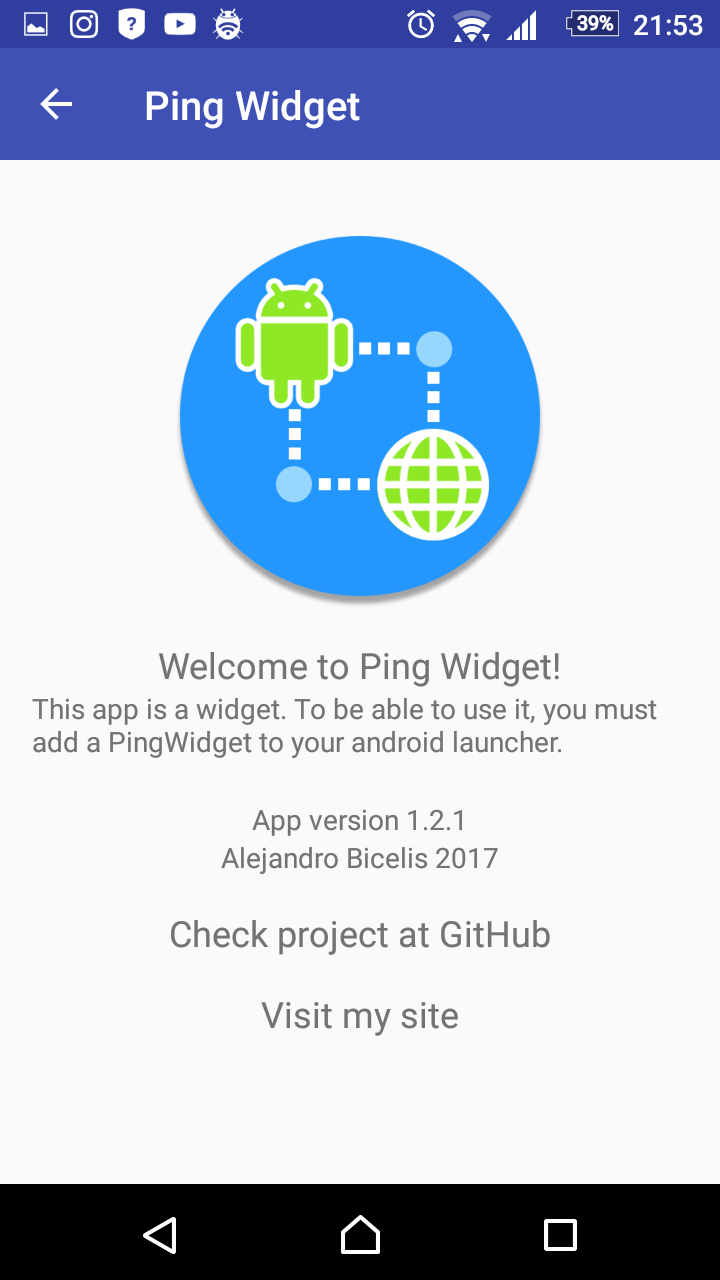 39% 21:53
Ping Widget
Welcome to Ping Widget!
This app is a widget. To be able to use it, you must
add a PingWidget to your android launcher.
App version 1.2.1
Alejandro Bicelis 2017
Check project at GitHub
Visit my site